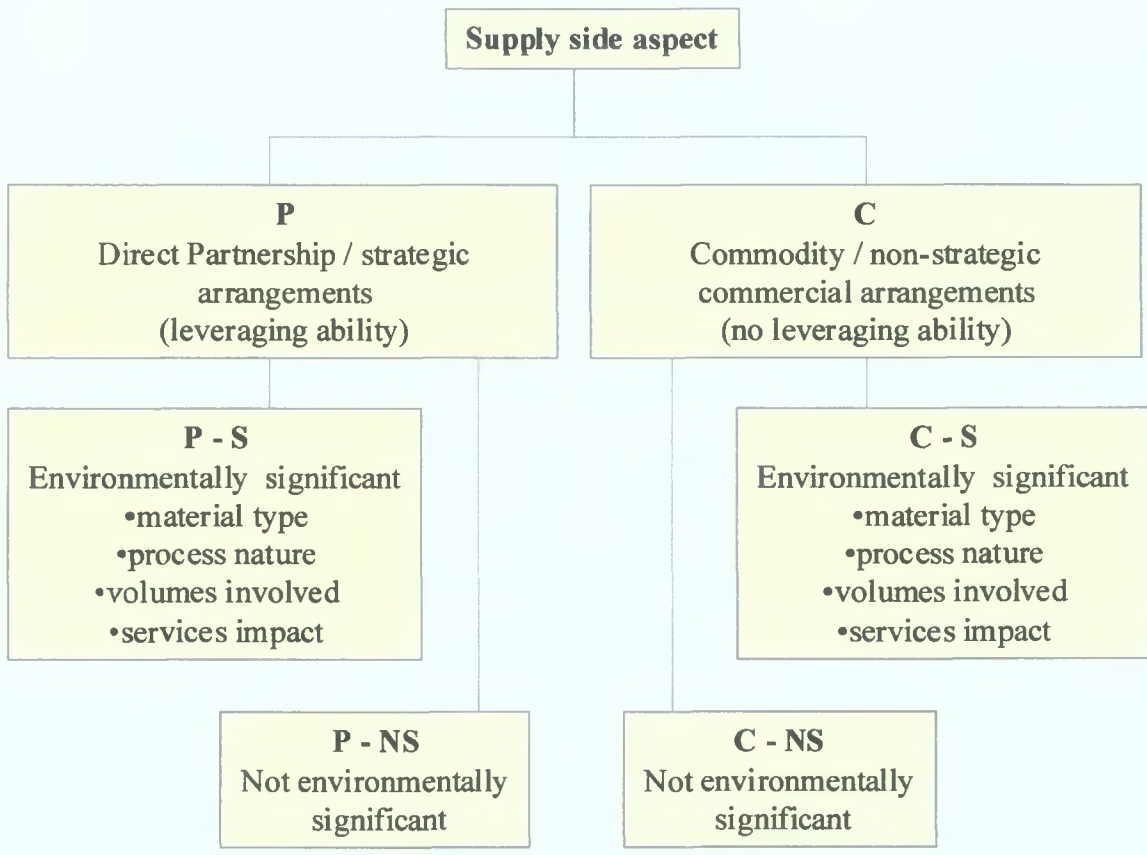 Supply side aspect
P
Direct Partnership / strategic
arrangements
(leveraging ability)
C
Commodity / non-strategic
commercial arrangements
(no leveraging ability)
P - S
Environmentally significant
•material type
•process nature
•volumes involved
•services impact
C - S
Environmentally significant
•material type
•process nature
•volumes involved
•services impact
P - NS
Not environmentally
significant
C - NS
Not environmentally
significant